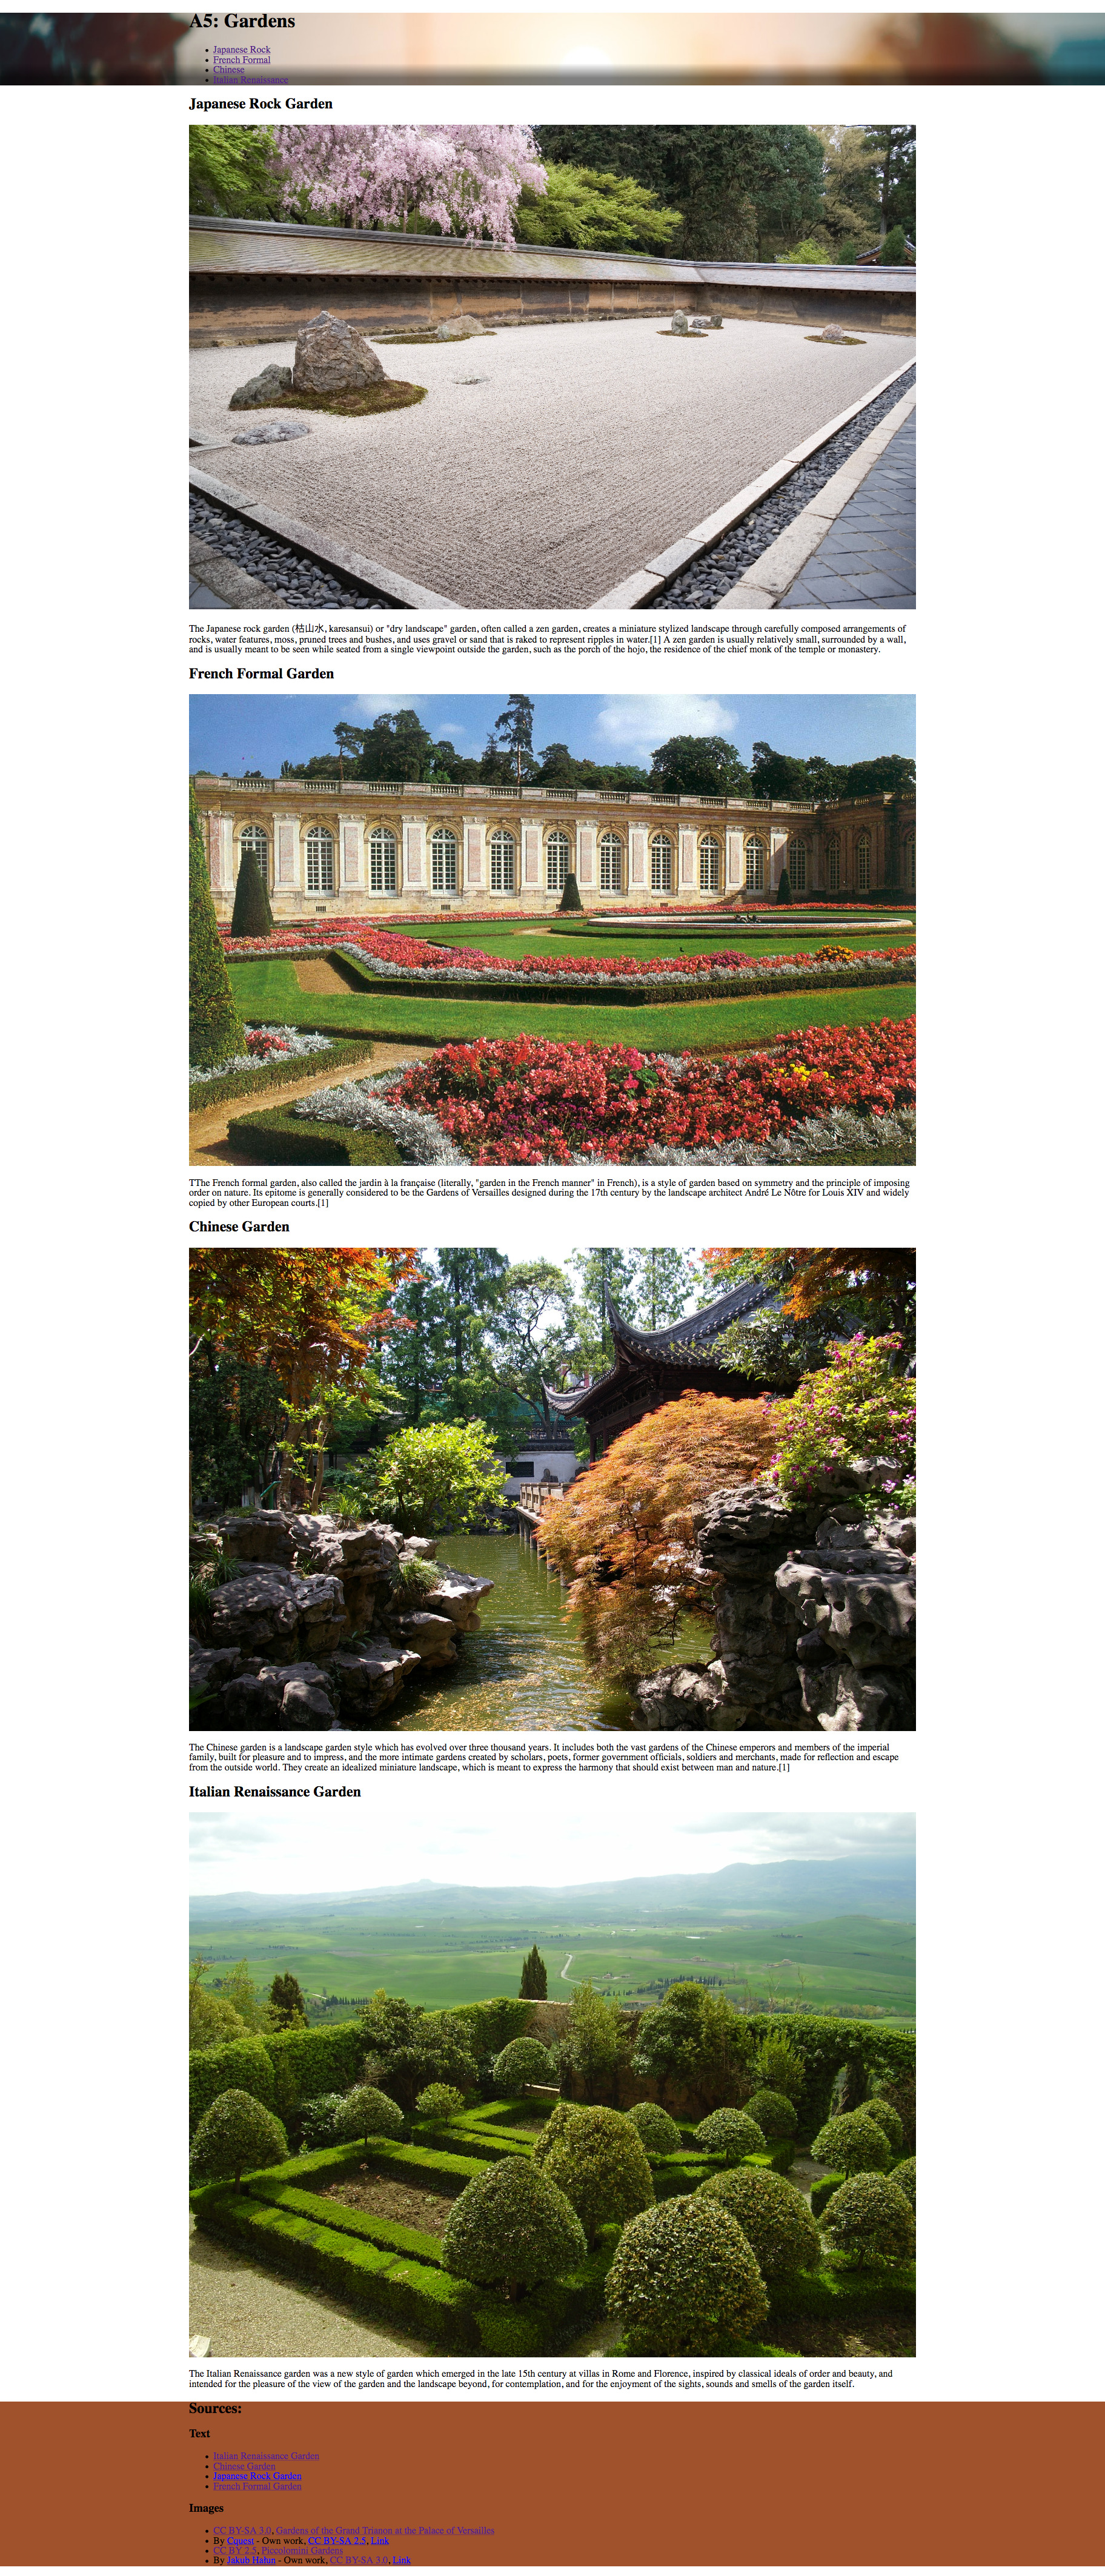 A5: Gardens
Japanese Rock
French Formal
Chinese
Italian Renaissance
Japanese Rock Garden
The Japanese rock garden (枯山水, karesansui) or "dry landscape" garden, often called a zen garden, creates a miniature stylized landscape through carefully composed arrangements of
rocks, water features, moss, pruned trees and bushes, and uses gravel or sand that is raked to represent ripples in water.[1] A zen garden is usually relatively small, surrounded by a wall,
and is usually meant to be seen while seated from a single viewpoint outside the garden, such as the porch of the hojo, the residence of the chief monk of the temple or monastery.
French Formal Garden
TThe French formal garden, also called the jardin à la française (literally, "garden in the French manner" in French), is a style of garden based on symmetry and the principle of imposing
order on nature. Its epitome is generally considered to be the Gardens of Versailles designed during the 17th century by the landscape architect André Le Nôtre for Louis XIV and widely
copied by other European courts.[1]
Chinese Garden
The Chinese garden is a landscape garden style which has evolved over three thousand years. It includes both the vast gardens of the Chinese emperors and members of the imperial
family, built for pleasure and to impress, and the more intimate gardens created by scholars, poets, former government officials, soldiers and merchants, made for reflection and escape
from the outside world. They create an idealized miniature landscape, which is meant to express the harmony that should exist between man and nature.[1]
Italian Renaissance Garden
The Italian Renaissance garden was a new style of garden which emerged in the late 15th century at villas in Rome and Florence, inspired by classical ideals of order and beauty, and
intended for the pleasure of the view of the garden and the landscape beyond, for contemplation, and for the enjoyment of the sights, sounds and smells of the garden itself.
Sources:
Text
Italian Renaissance Garden
Chinese Garden
Japanese Rock Garden
French Formal Garden
Images
CC BY-SA 3.0, Gardens of the Grand Trianon at the Palace of Versailles
By Cquest - Own work, CC BY-SA 2.5, Link
CC BY 2.5, Piccolomini Gardens
By Jakub Hałun - Own work, CC BY-SA 3.0, Link